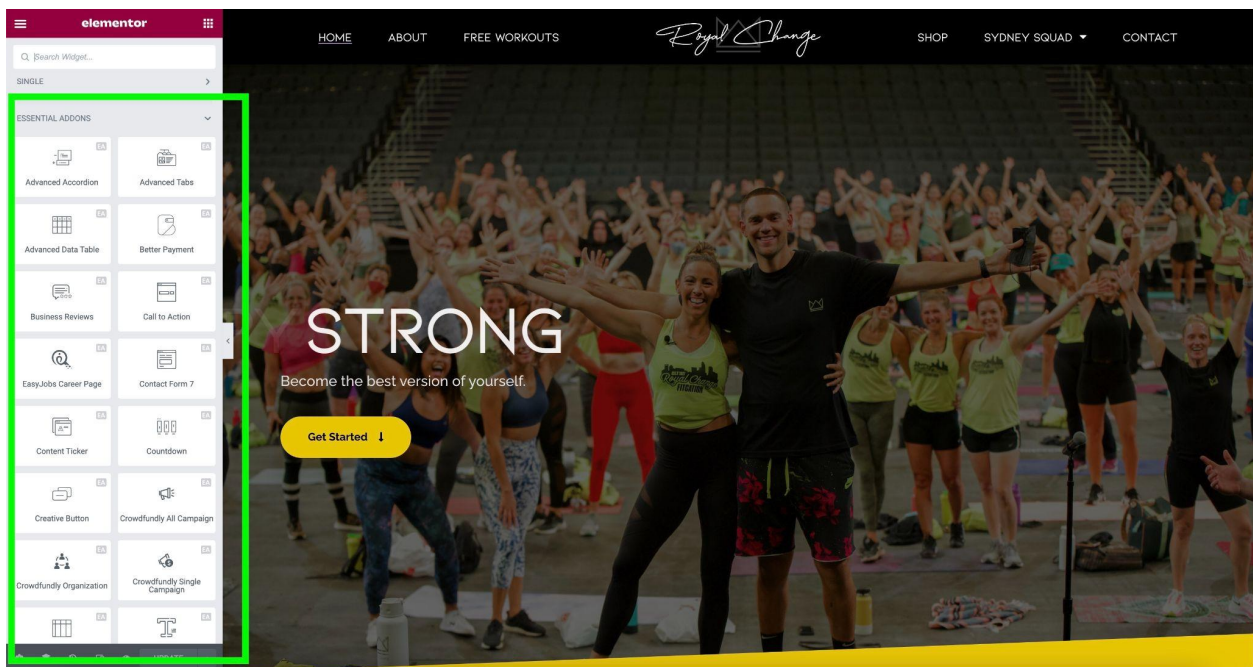 elementor
Search Widget...
SINGLE
ESSENTIAL ADDONS
EA
EA
Advanced Accordion
Advanced Tabs
EA
EA
Advanced Data Table
Better Payment
EA
EA
Business Reviews
Call to Action
EA
EA
EasyJobs Career Page
Contact Form 7
EA
EA
Content Ticker
Countdown
EA
EA
Creative Button
Crowdfundly All Campaign
EA
EA
Crowdfundly Organization
Crowdfundly Single
Campaign
EA
EA
UPDATE
HOME ABOUT FREE WORKOUTS Royal Change SHOP SYDNEY SQUAD CONTACT
STRONG
Become the best version of yourself.
Get Started